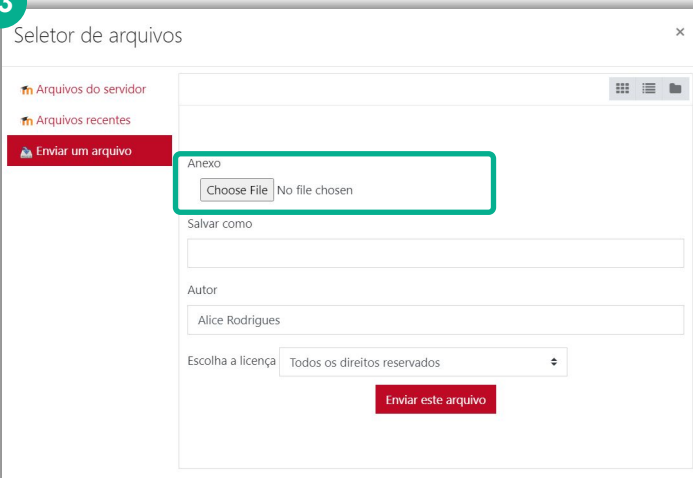 3
Seletor de arquivos ×
Arquivos do servidor
Arquivos recentes
Enviar um arquivo
Anexo
Choose File No file chosen
Salvar como
Autor
Alice Rodrigues
Escolha a licença Todos os direitos reservados
Enviar este arquivo